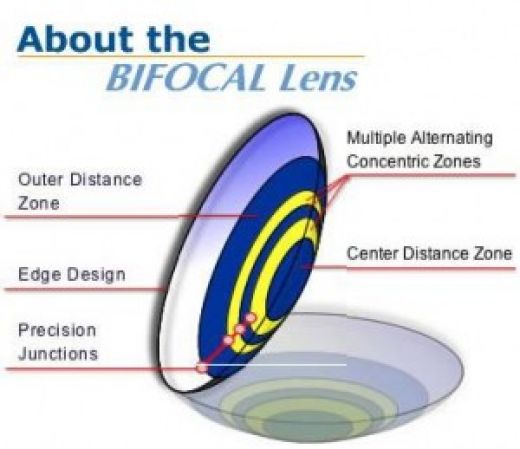 About the
BIFOCAL Lens
Multiple Alternating
Concentric Zones
Outer Distance
Zone
Center Distance Zone
Edge Design
Precision
Junctions